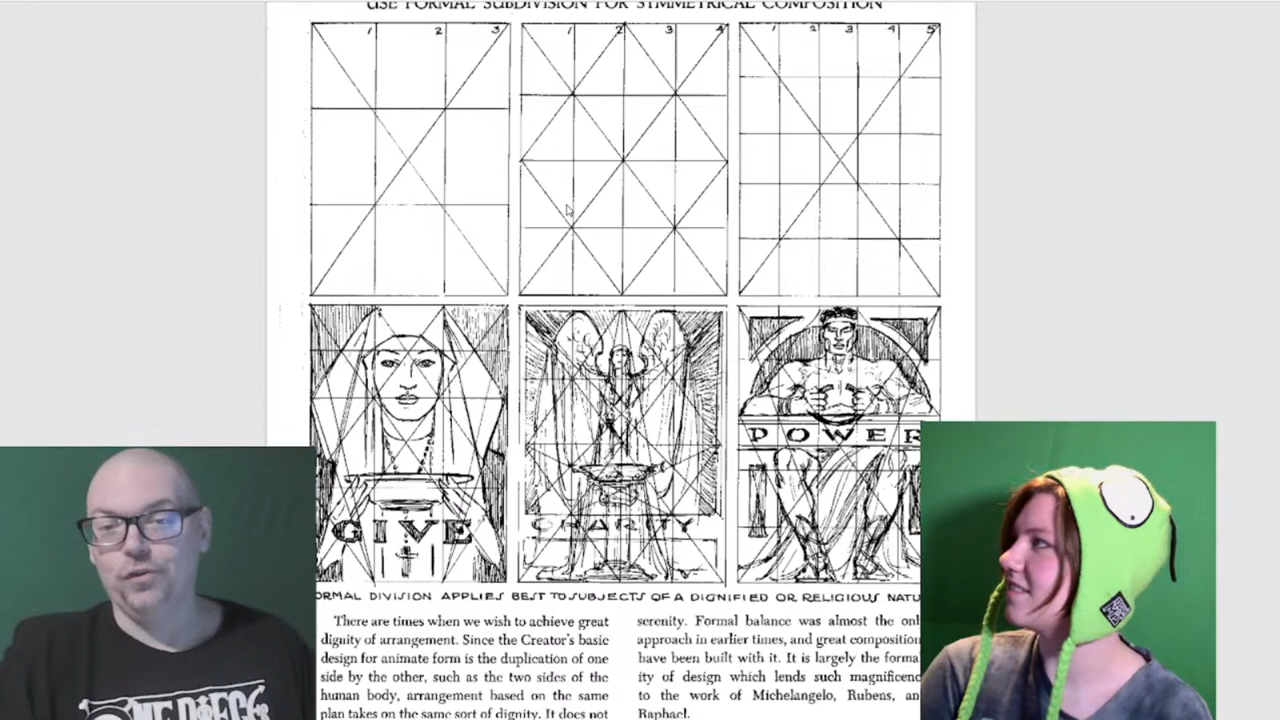 USE FORMAL SUBDIVISION FOR SYMMETRICAL COMPOSITION
1 2 3
1 2 3 4
1 2 3 4 5
GIVE
CHARITY
POWER
ORMAL DIVISION APPLIES BEST TO SUBJECTS OF A DIGNIFIED OR RELIGIOUS NATU
There are times when we wish to achieve great
dignity of arrangement. Since the Creator's basic
design for animate form is the duplication of one
side by the other, such as the two sides of the
human body, arrangement based on the same
plan takes on the same sort of dignity. It does not
serenity. Formal balance was almost the onl
approach in earlier times, and great composition
have been built with it. It is largely the forma
ity of design which lends such magnificenc
to the work of Michelangelo, Rubens, an
Raphael.
ONE PIECE